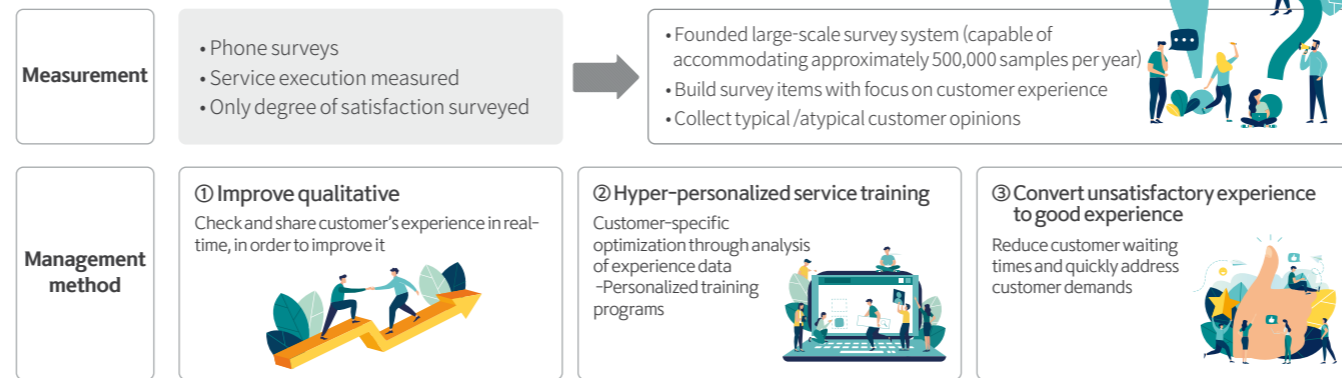 Measurement
• Phone surveys
• Service execution measured
• Only degree of satisfaction surveyed
• Founded large-scale survey system (capable of
accommodating approximately 500,000 samples per year)
• Build survey items with focus on customer experience
• Collect typical /atypical customer opinions
Management
method
① Improve qualitative
Check and share customer's experience in real-
time, in order to improve it
② Hyper-personalized service training
Customer-specific
optimization through analysis
of experience data
-Personalized training
programs
③ Convert unsatisfactory experience
to good experience
Reduce customer waiting
times and quickly address
customer demands